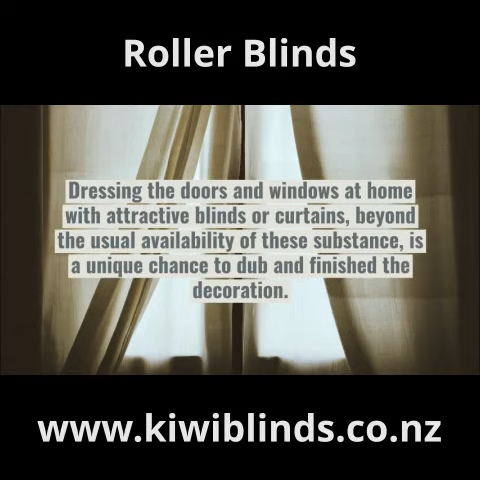 Roller Blinds
Dressing the doors and windows at home
with attractive blinds or curtains, beyond
the usual availability of these substance, is
a unique chance to dub and finished the
decoration.
www.kiwiblinds.co.nz